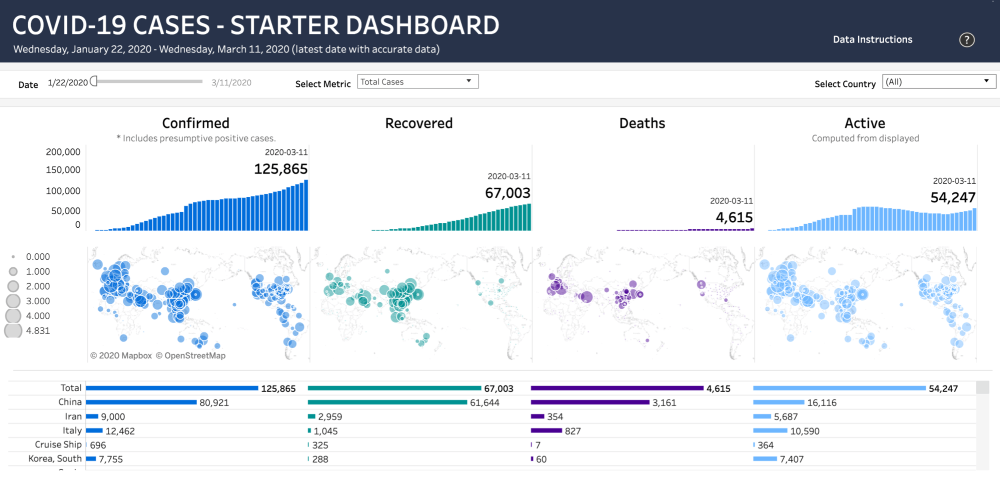 COVID-19 CASES - STARTER DASHBOARD
Wednesday, January 22, 2020 - Wednesday, March 11, 2020 (latest date with accurate data)
Data Instructions
?
Date 1/22/2020 3/11/2020
Select Metric Total Cases
Select Country (All)
Confirmed
* Includes presumptive positive cases.
200,000
150,000
100,000
50,000
0
2020-03-11
125,865
Recovered
2020-03-11
67,003
Deaths
2020-03-11
4,615
Active
Computed from displayed
2020-03-11
54,247
0.000
1.000
2.000
3.000
4.000
4.831
© 2020 Mapbox © OpenStreetMap
Total 125,865 67,003 4,615 54,247
China 80,921 61,644 3,161 16,116
Iran 9,000 2,959 354 5,687
Italy 12,462 1,045 827 10,590
Cruise Ship 696 325 7 364
Korea, South 7,755 288 60 7,407